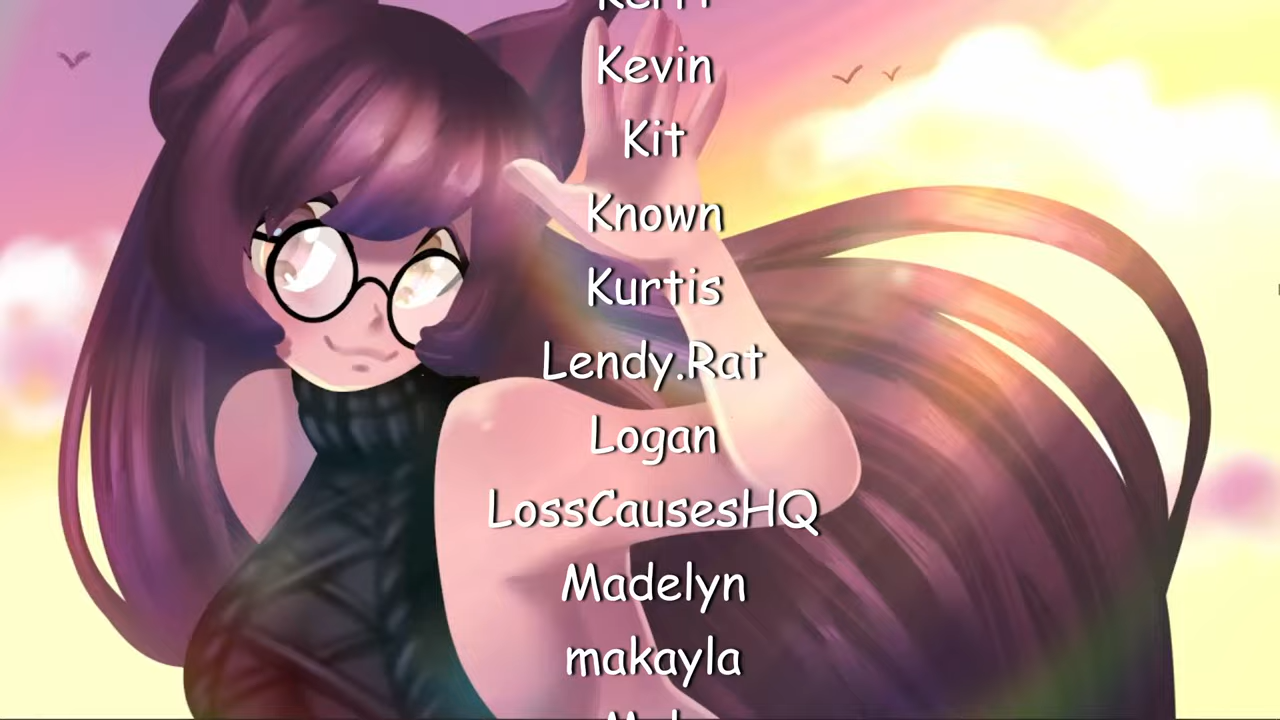 Kevin
Kit
Known
Kurtis
Lendy.Rat
Logan
LossCausesHQ
Madelyn
makayla